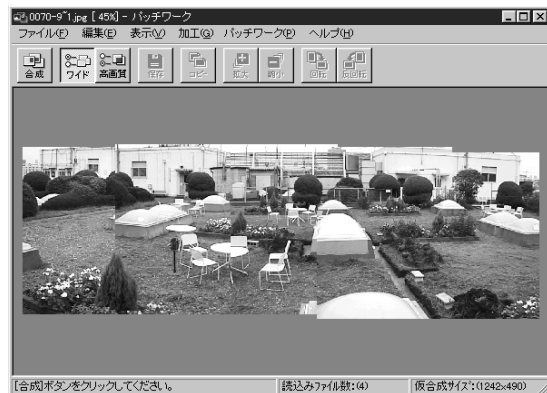 0070-9~1.jpg [ 45%] - パッチワーク
ファイル(F) 編集(E) 表示(V) 加工(G) パッチワーク(P) ヘルプ(H)
合成 ワイド 高画質 保存 コピー 拡大 縮小 回転 反回転
[合成]ボタンをクリックしてください。 読込みファイル数:(4) 仮合成サイズ:(1242x490)